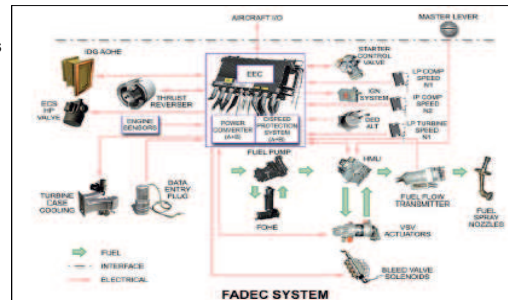 AIRCRAFT I/O
MASTER LEVER
IDG AOHE
EEC
STARTER
CONTROL
VALVE
LP COMP
SPEED
N1
THRUST
REVERSER
IGN SYSTEM
IP COMP
SPEED
N2
ECS
HP
VALVE
ENGINE
SENSORS
POWER
CONVERTER
(A+B)
OVERSPEED
PROTECTION
SYSTEM
(A+B)
DED
ALT
LP TURBINE
SPEED
N1
FUEL PUMP
HMU
TURBINE
CASE
COOLING
DATA
ENTRY
PLUG
FOHE
FUEL FLOW
TRANSMITTER
FUEL
SPRAY
NOZZLES
VSV
ACTUATORS
FUEL
INTERFACE
ELECTRICAL
BLEED VALVE
SOLENOIDS
FADEC SYSTEM